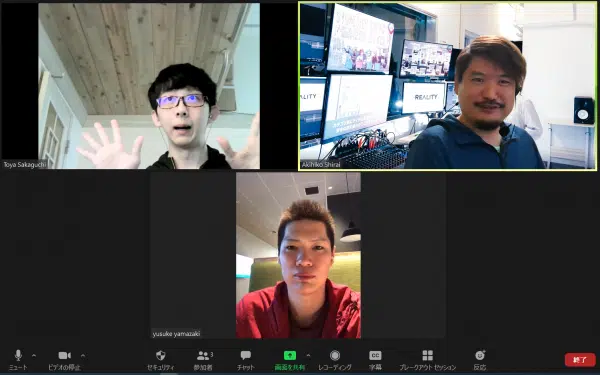 REALITY
REALITY
Toya Sakaguchi
Akihiko Shirai
yusuke yamazaki
ミュート
ビデオの停止
セキュリティ
参加者
3
チャット
画面を共有
レコーディング
CC
字幕
ブレークアウト セッション
反応
終了